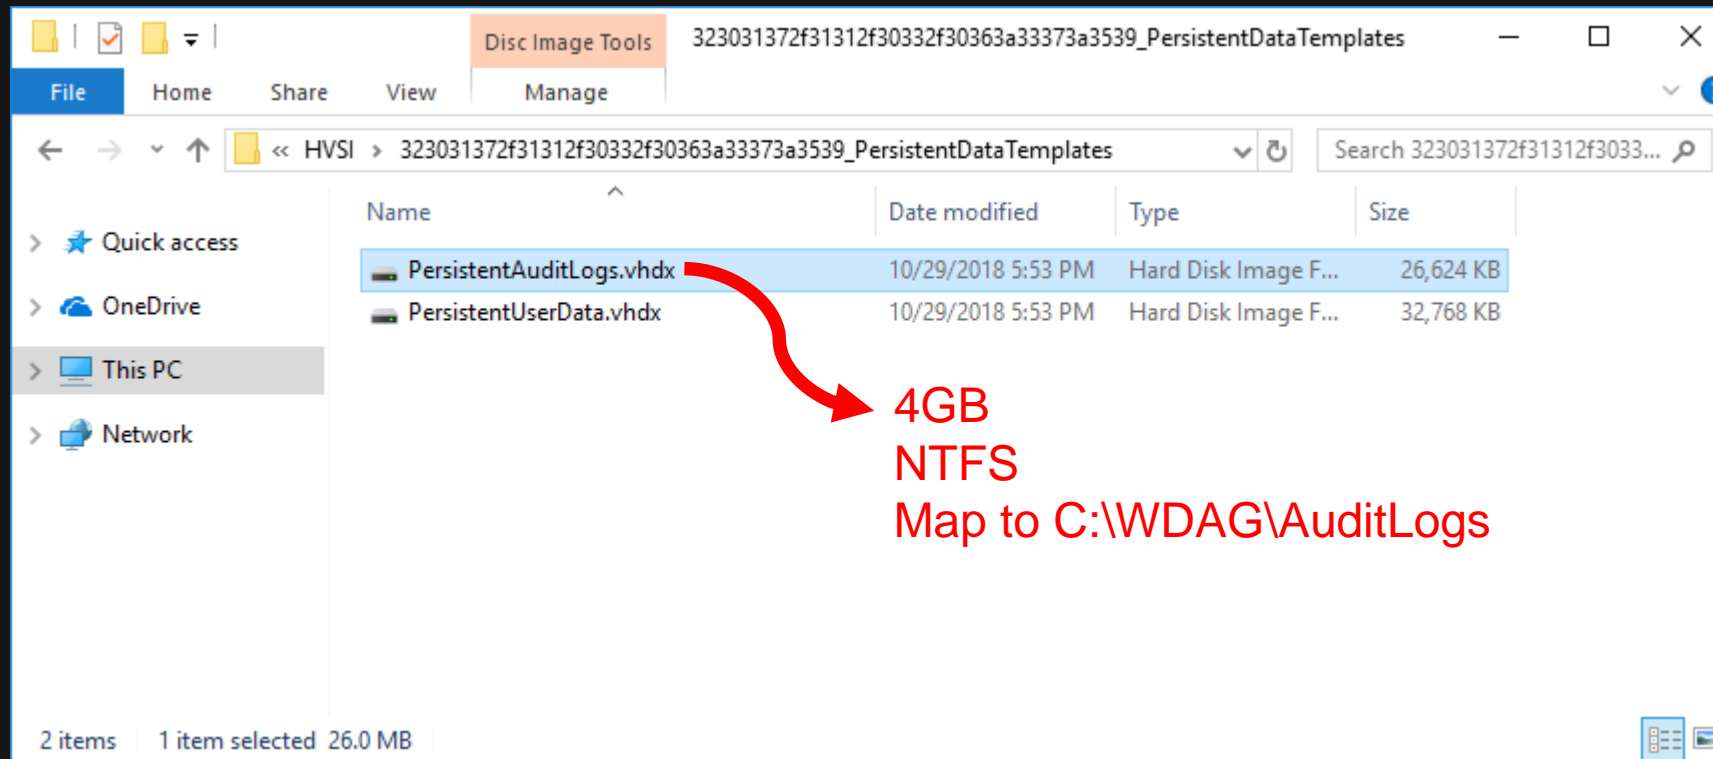 Disc Image Tools 323031372f31312f30332f30363a33373a3539_PersistentDataTemplates
File Home Share View Manage
« HVSI > 323031372f31312f30332f30363a33373a3539_PersistentDataTemplates Search 323031372f31312f3033...
Name Date modified Type Size
Quick access
PersistentAuditLogs.vhdx 10/29/2018 5:53 PM Hard Disk Image F... 26,624 KB
OneDrive PersistentUserData.vhdx 10/29/2018 5:53 PM Hard Disk Image F... 32,768 KB
This PC
Network
4GB
NTFS
Map to C:\WDAG\AuditLogs
2 items 1 item selected 26.0 MB